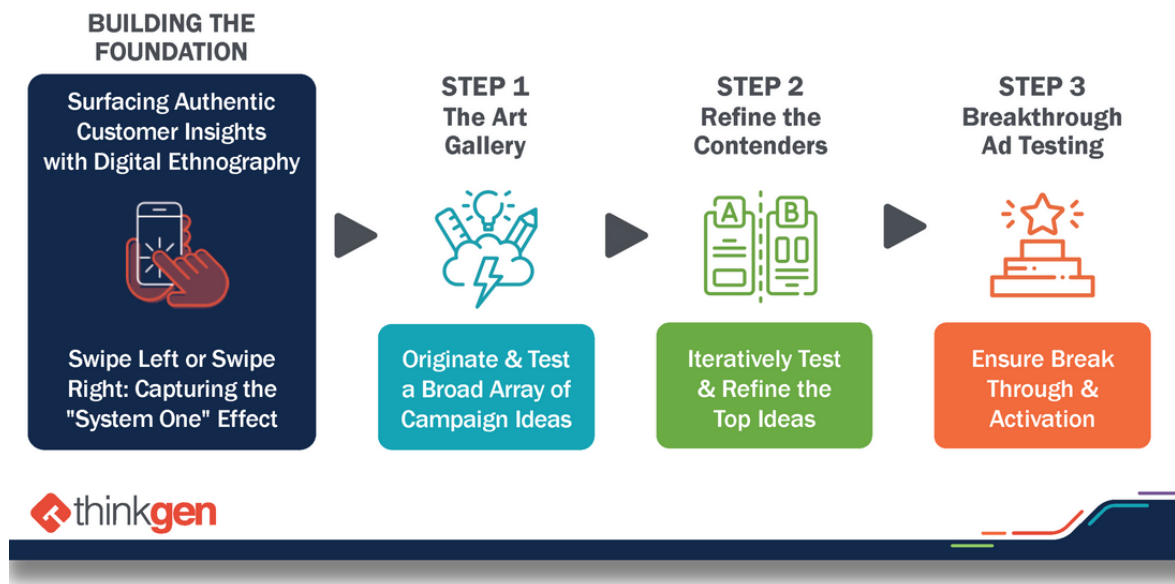 BUILDING THE
FOUNDATION
Surfacing Authentic
Customer Insights
with Digital Ethnography
Swipe Left or Swipe
Right: Capturing the
"System One" Effect
STEP 1
The Art
Gallery
Originate & Test
a Broad Array of
Campaign Ideas
STEP 2
Refine the
Contenders
A
B
Iteratively Test
& Refine the
Top Ideas
STEP 3
Breakthrough
Ad Testing
Ensure Break
Through &
Activation
thinkgen